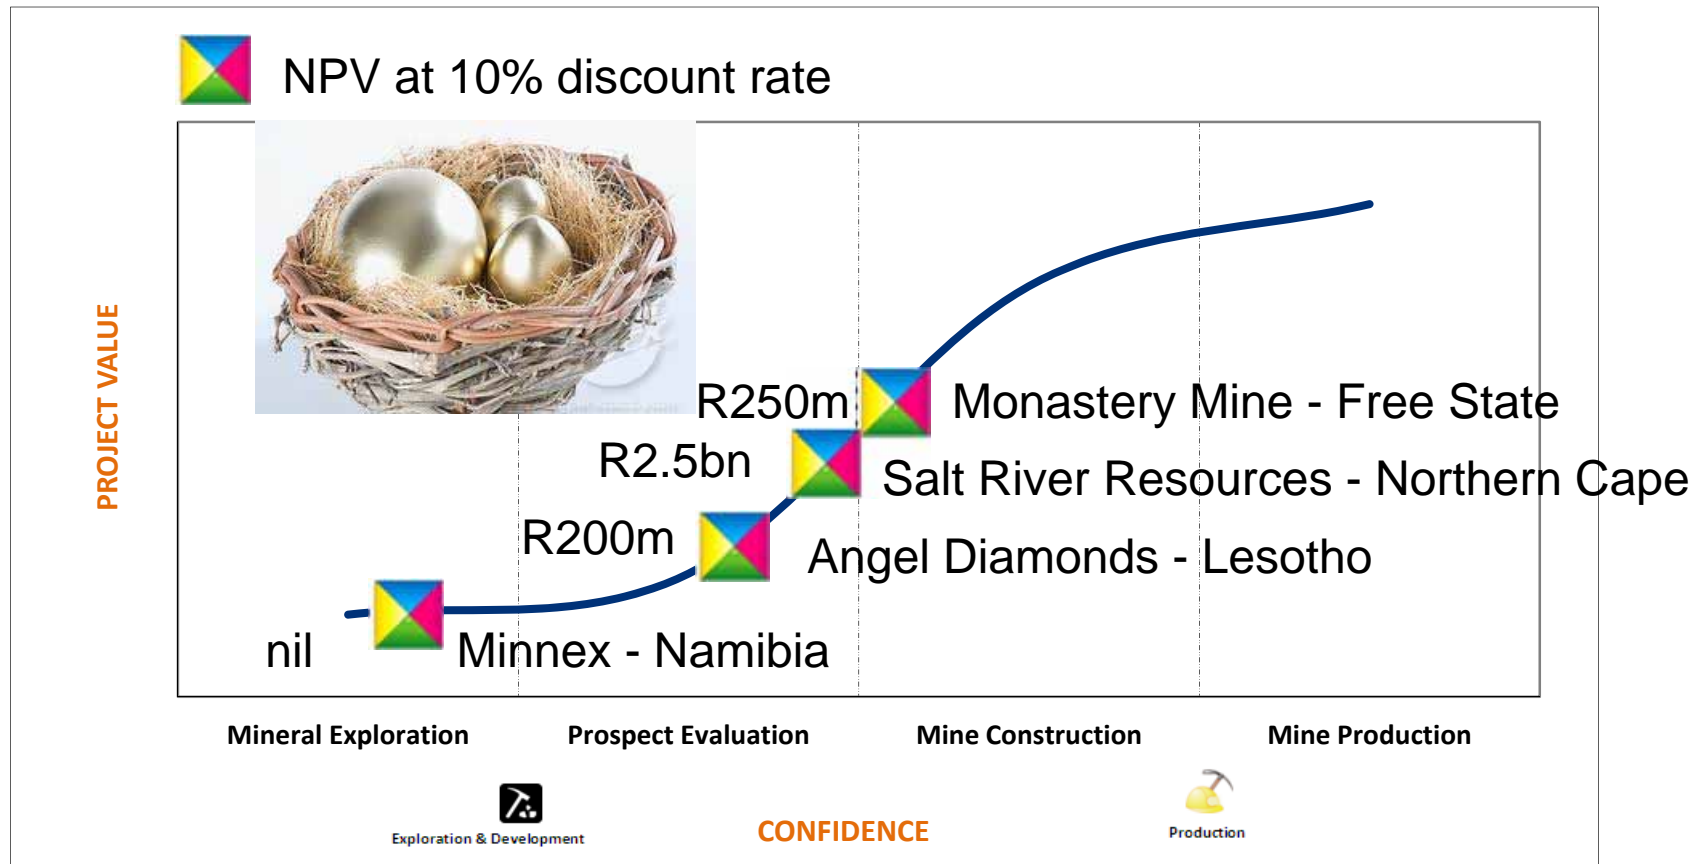 NPV at 10% discount rate
PROJECT VALUE
R250m
Monastery Mine - Free State
R2.5bn
Salt River Resources - Northern Cape
R200m
Angel Diamonds - Lesotho
nil
Minnex - Namibia
Mineral Exploration
Prospect Evaluation
Mine Construction
Mine Production
Exploration & Development
CONFIDENCE
Production